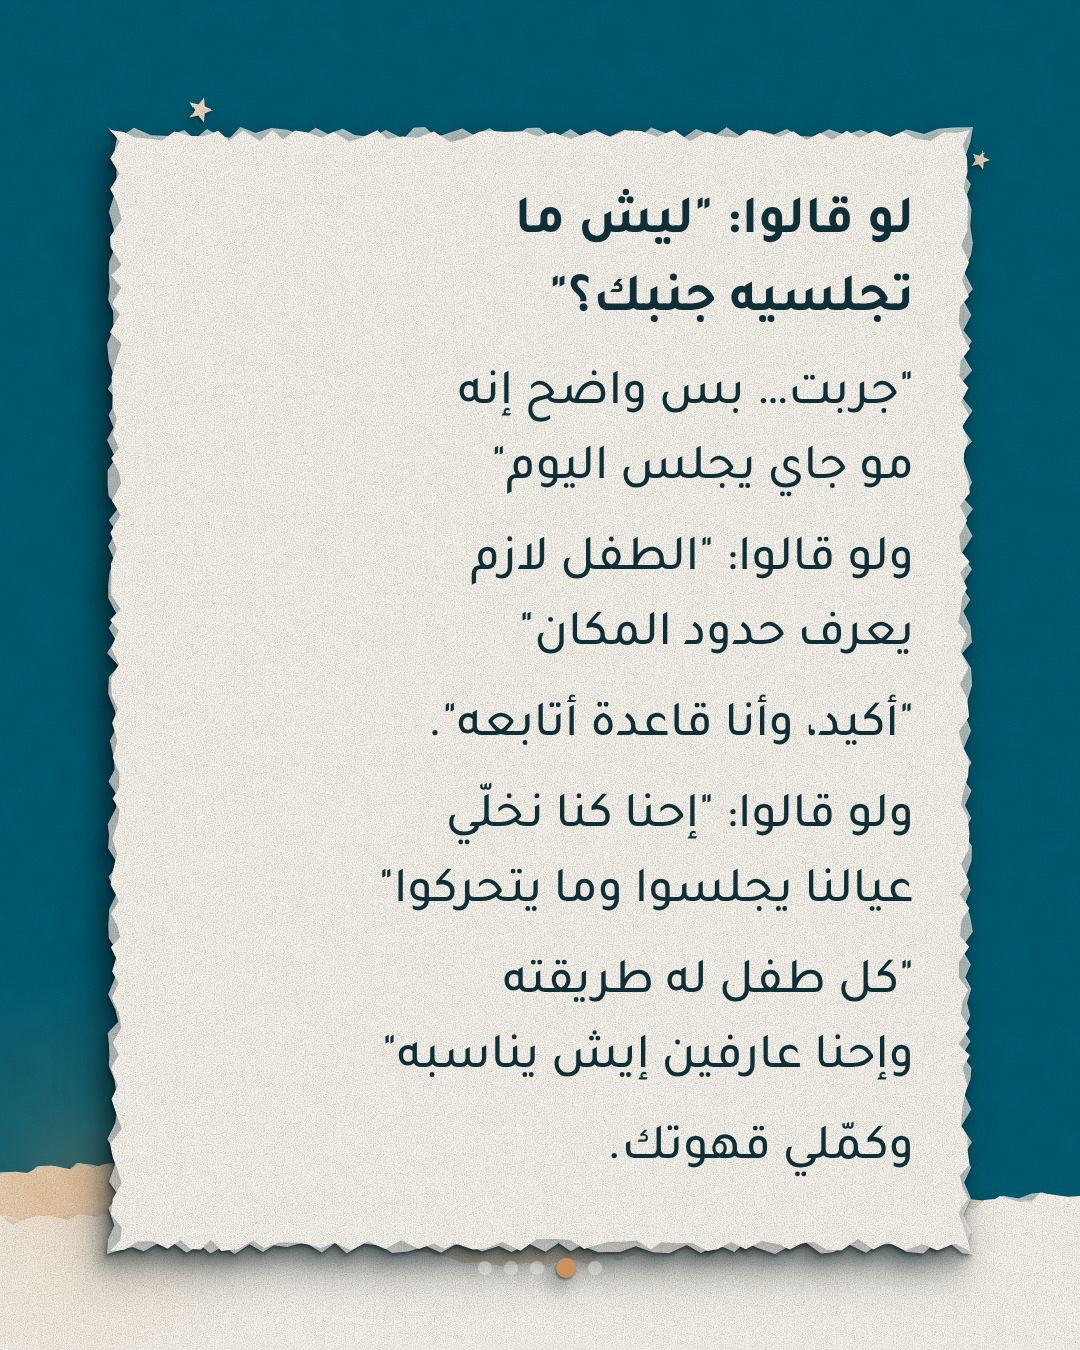 لو قالوا: "ليش ما
تجلسيه جنبك؟"
"جربت... بس واضح إنه
مو جاي يجلس اليوم"
ولو قالوا: "الطفل لازم
يعرف حدود المكان"
"أكيد، وأنا قاعدة أتابعه".
ولو قالوا: "إحنا كنا نخلّي
عيالنا يجلسوا وما يتحركوا"
"كل طفل له طريقته
وإحنا عارفين إيش يناسبه"
وكمّلي قهوتك.